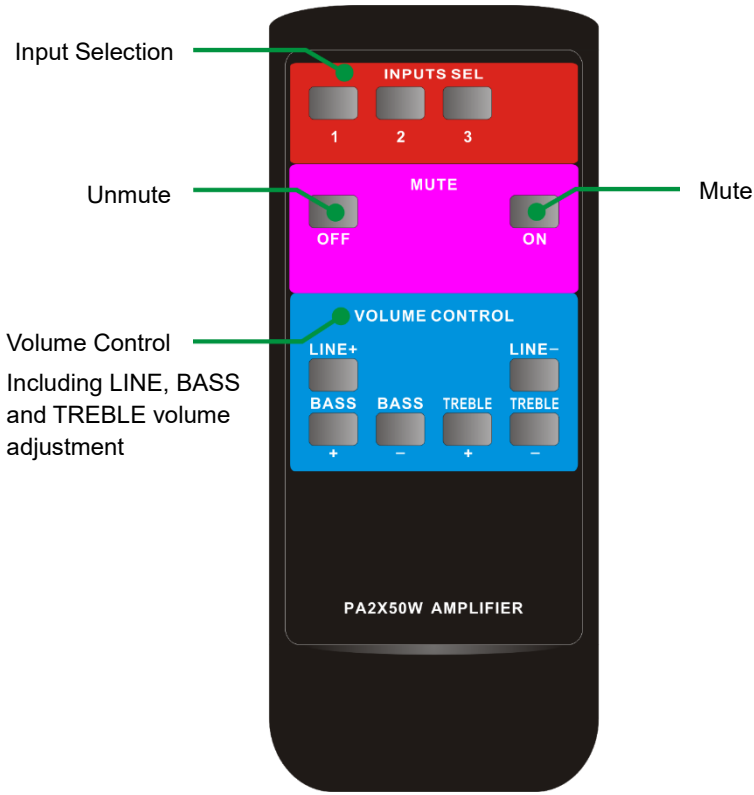 Input Selection
INPUTS SEL
1 2 3
Unmute
MUTE
Mute
OFF ON
VOLUME CONTROL
Volume Control
Including LINE, BASS
and TREBLE volume
adjustment
LINE+ LINE−
BASS BASS TREBLE TREBLE
+ − + −
PA2X50W AMPLIFIER